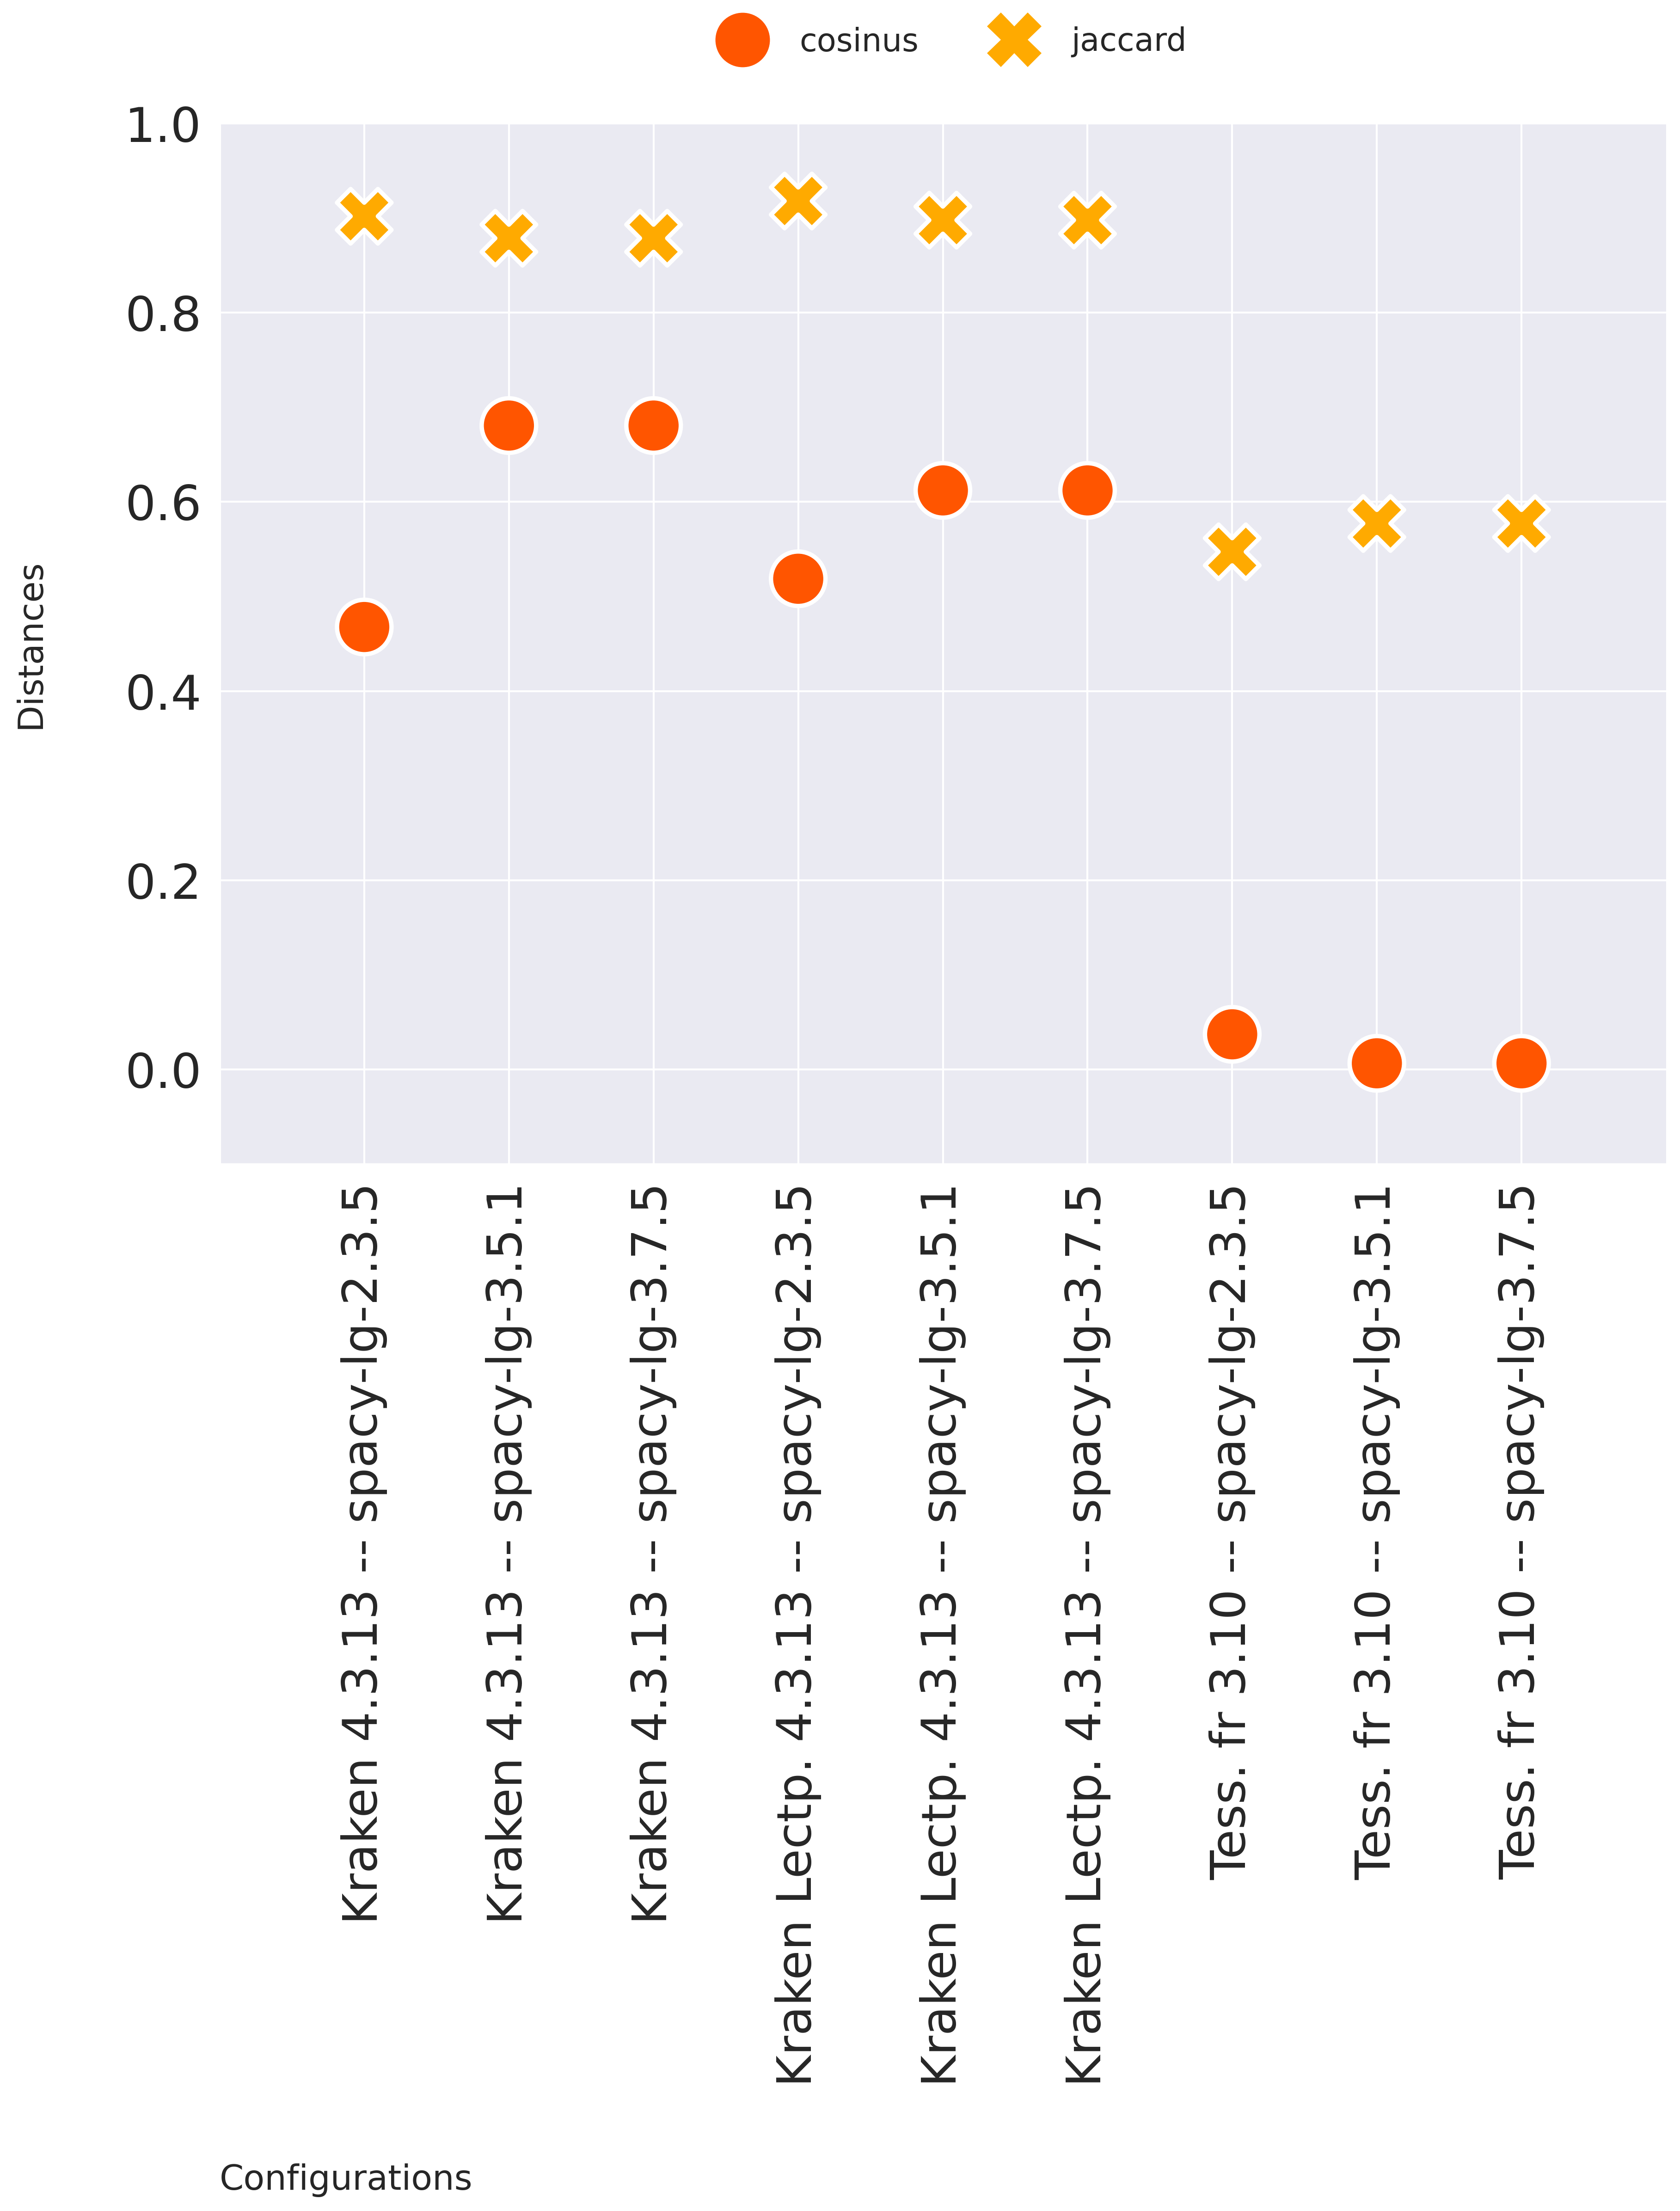 cosinus
jaccard
1.0
0.8
0.6
0.4
0.2
0.0
Distances
Kraken 4.3.13 -- spacy-lg-2.3.5
Kraken 4.3.13 -- spacy-lg-3.5.1
Kraken 4.3.13 -- spacy-lg-3.7.5
Kraken Lectp. 4.3.13 -- spacy-lg-2.3.5
Kraken Lectp. 4.3.13 -- spacy-lg-3.5.1
Kraken Lectp. 4.3.13 -- spacy-lg-3.7.5
Tess. fr 3.10 -- spacy-lg-2.3.5
Tess. fr 3.10 -- spacy-lg-3.5.1
Tess. fr 3.10 -- spacy-lg-3.7.5
Configurations